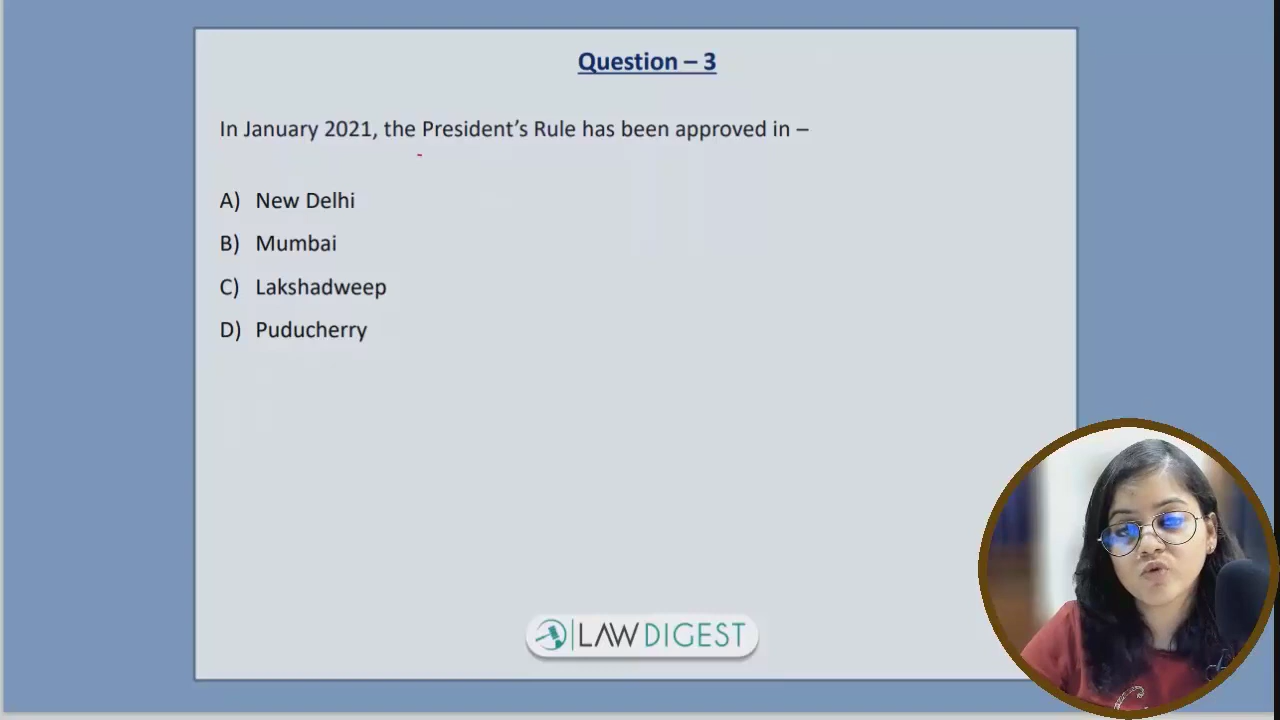 Question – 3
In January 2021, the President’s Rule has been approved in –
A) New Delhi
B) Mumbai
C) Lakshadweep
D) Puducherry
LAWDIGEST